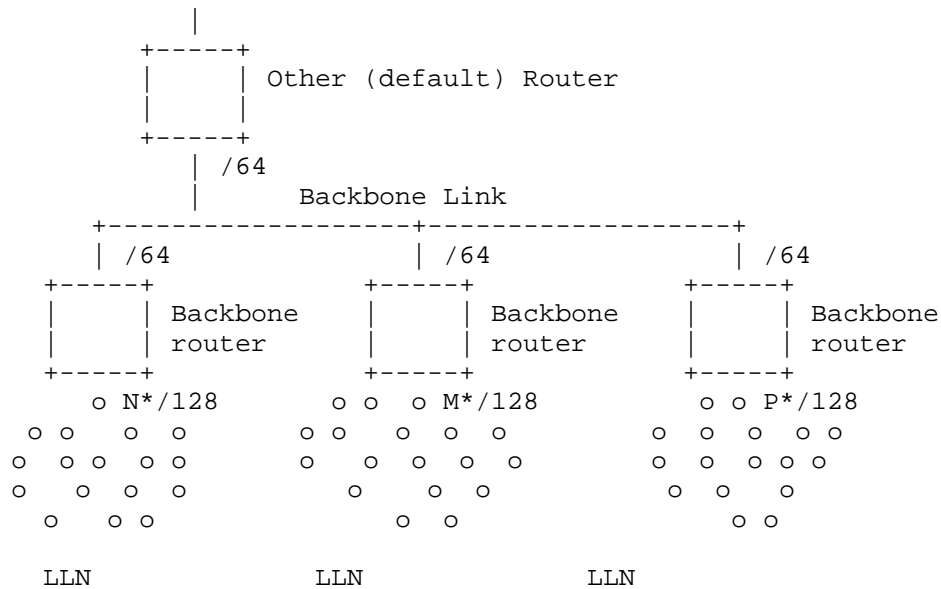 Other (default) Router
/64
Backbone Link
/64 /64 /64
Backbone Backbone Backbone
router router router
o N*/128 o o o M*/128 o o P*/128
o o o o o o o o o o o o o o
o o o o o o o o o o o o o o o
o o o o o o o o o o
o o o o o o o
LLN LLN LLN